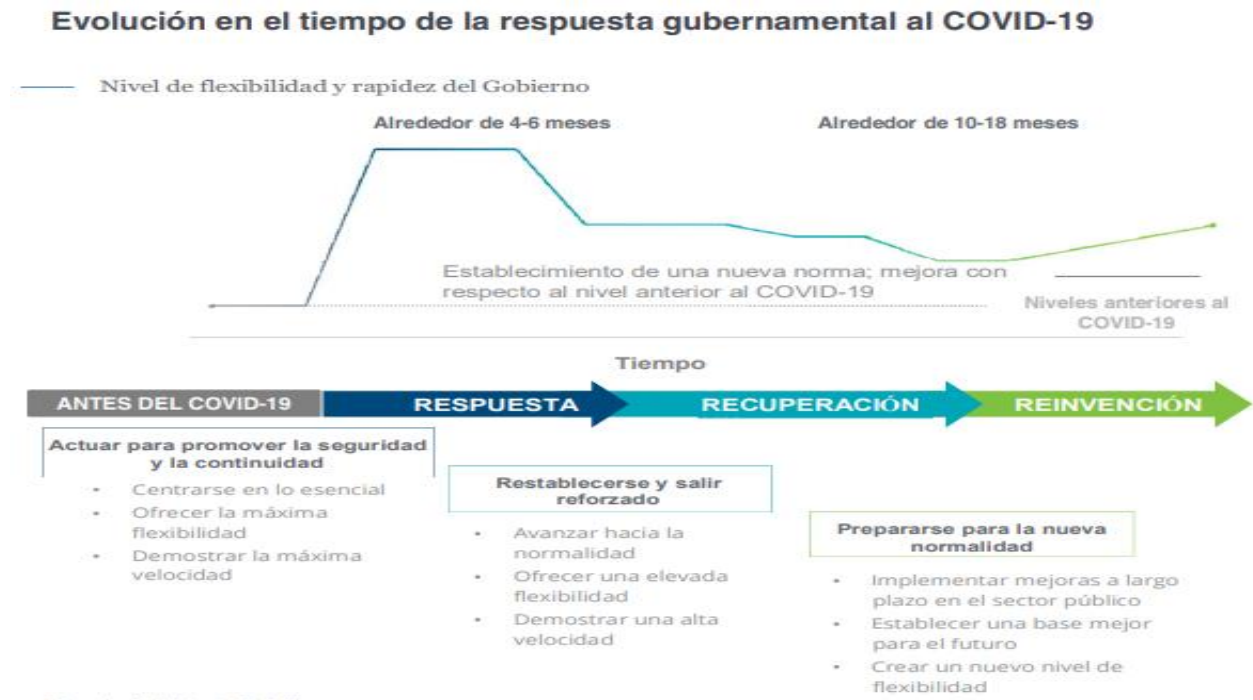 Evolución en el tiempo de la respuesta gubernamental al COVID-19
Nivel de flexibilidad y rapidez del Gobierno
Alrededor de 4-6 meses
Alrededor de 10-18 meses
Establecimiento de una nueva norma; mejora con
respecto al nivel anterior al COVID-19
Niveles anteriores al
COVID-19
Tiempo
ANTES DEL COVID-19
RESPUESTA
RECUPERACIÓN
REINVENCIÓN
Actuar para promover la seguridad
y la continuidad
• Centrarse en lo esencial
• Ofrecer la máxima
flexibilidad
• Demostrar la máxima
velocidad
Restablecerse y salir
reforzado
• Avanzar hacia la
normalidad
• Ofrecer una elevada
flexibilidad
• Demostrar una alta
velocidad
Prepararse para la nueva
normalidad
• Implementar mejoras a largo
plazo en el sector público
• Establecer una base mejor
para el futuro
• Crear un nuevo nivel de
flexibilidad